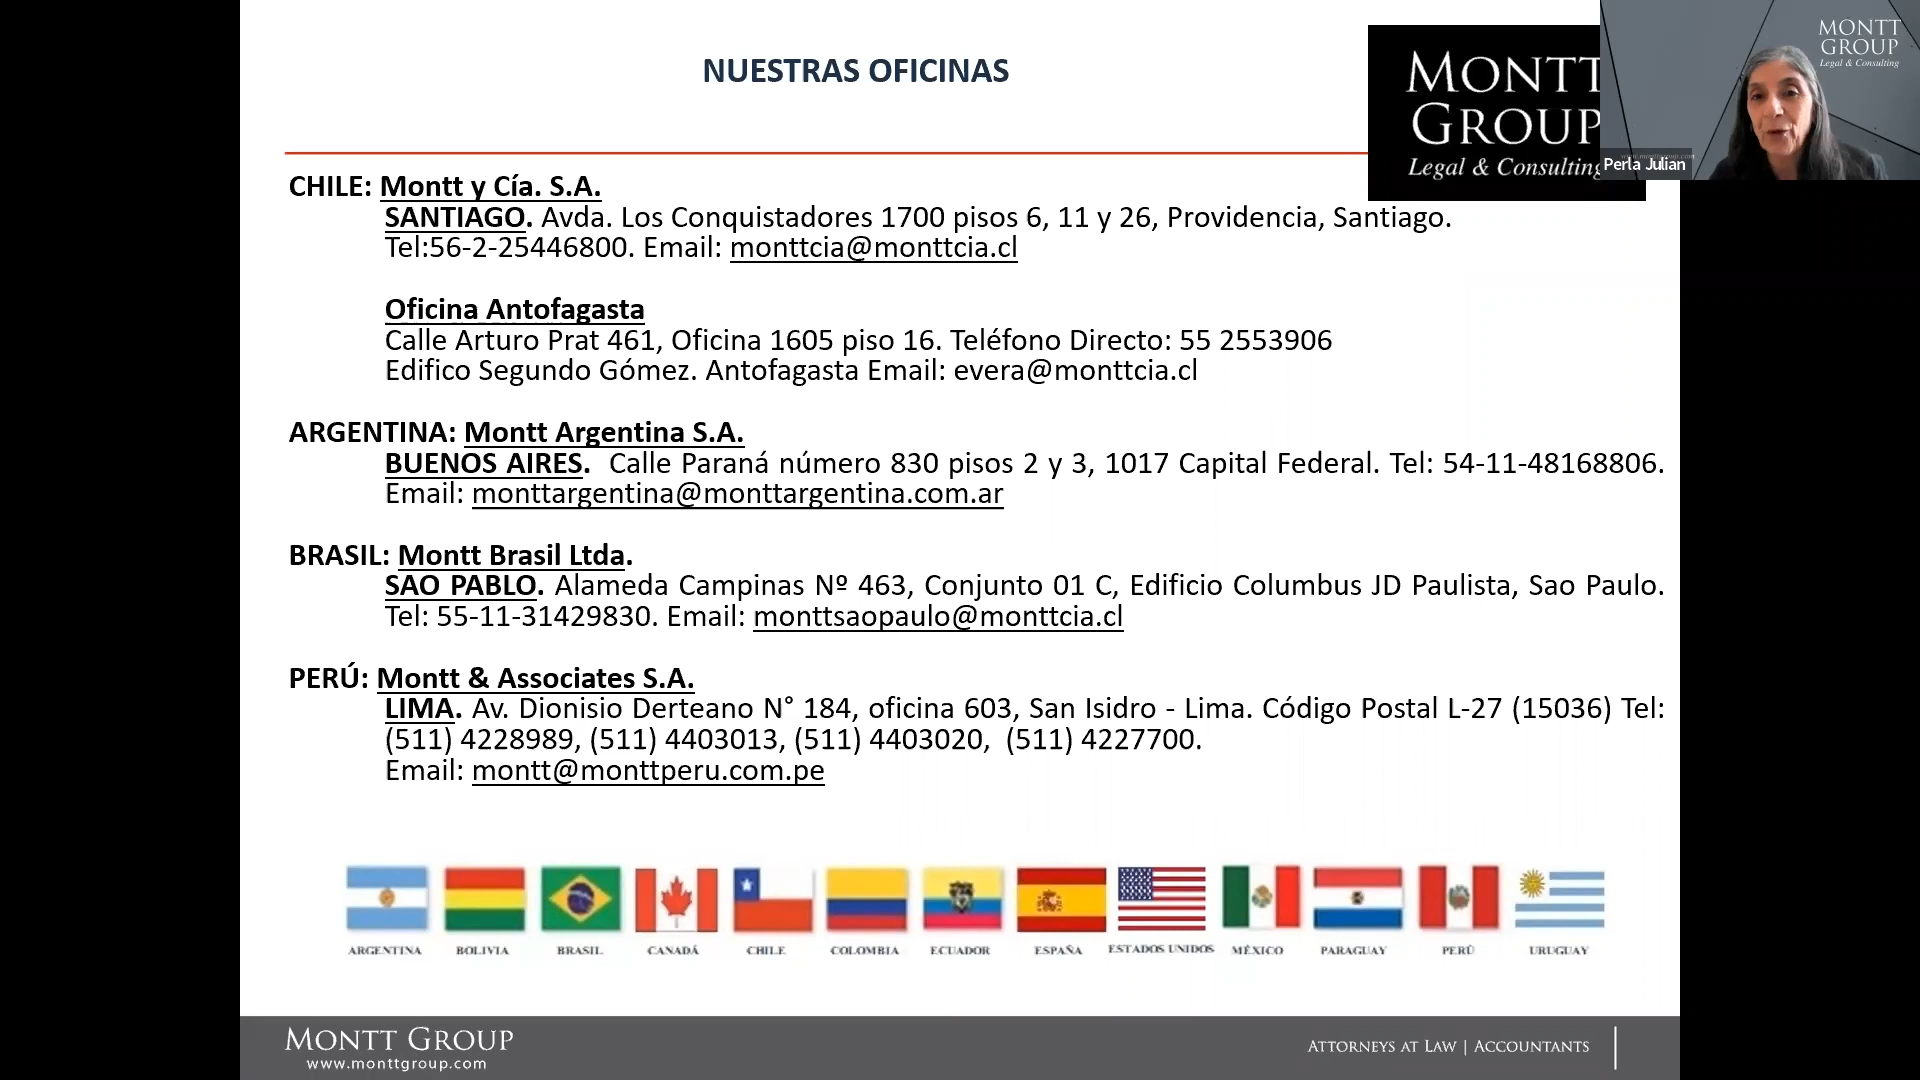 NUESTRAS OFICINAS
MONTT
GROUP
Legal & Consulting
MONTT
GROUP
Legal & Consulting
Perla Julian
CHILE: Montt y Cía. S.A.
SANTIAGO. Avda. Los Conquistadores 1700 pisos 6, 11 y 26, Providencia, Santiago.
Tel:56-2-25446800. Email: monttcia@monttcia.cl
Oficina Antofagasta
Calle Arturo Prat 461, Oficina 1605 piso 16. Teléfono Directo: 55 2553906
Edifico Segundo Gómez. Antofagasta Email: evera@monttcia.cl
ARGENTINA: Montt Argentina S.A.
BUENOS AIRES. Calle Paraná número 830 pisos 2 y 3, 1017 Capital Federal. Tel: 54-11-48168806.
Email: monttargentina@monttargentina.com.ar
BRASIL: Montt Brasil Ltda.
SAO PABLO. Alameda Campinas Nº 463, Conjunto 01 C, Edificio Columbus JD Paulista, Sao Paulo.
Tel: 55-11-31429830. Email: monttsaopaulo@monttcia.cl
PERÚ: Montt & Associates S.A.
LIMA. Av. Dionisio Derteano N° 184, oficina 603, San Isidro - Lima. Código Postal L-27 (15036) Tel:
(511) 4228989, (511) 4403013, (511) 4403020, (511) 4227700.
Email: montt@monttperu.com.pe
ARGENTINA BOLIVIA BRASIL CANADÁ CHILE COLOMBIA ECUADOR ESPAÑA ESTADOS UNIDOS MÉXICO PARAGUAY PERÚ URUGUAY
MONTT GROUP
www.monttgroup.com
ATTORNEYS AT LAW | ACCOUNTANTS